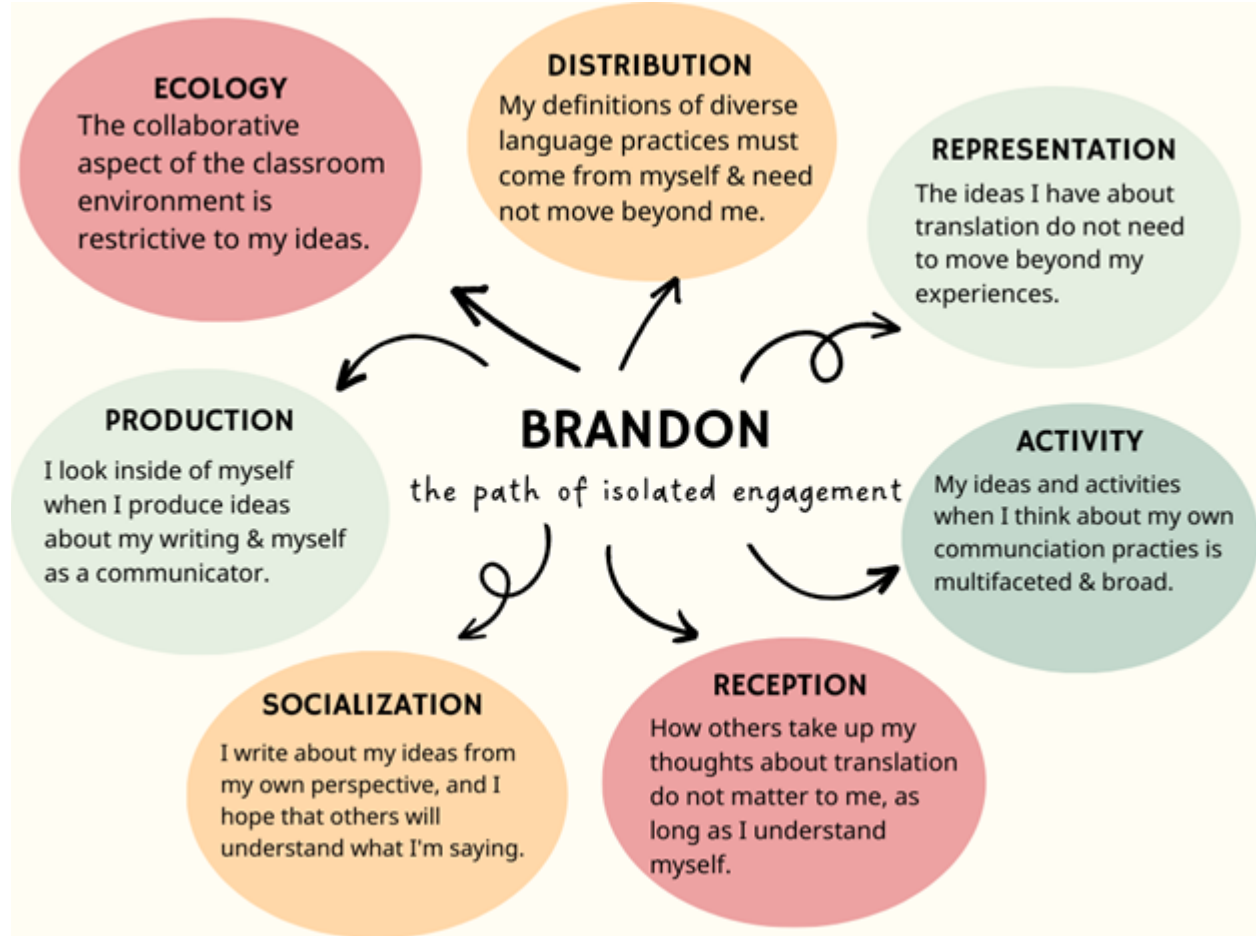 ECOLOGY
The collaborative
aspect of the classroom
environment is
restrictive to my ideas.
DISTRIBUTION
My definitions of diverse
language practices must
come from myself & need
not move beyond me.
REPRESENTATION
The ideas I have about
translation do not need
to move beyond my
experiences.
PRODUCTION
I look inside of myself
when I produce ideas
about my writing & myself
as a communicator.
BRANDON
the path of isolated engagement
ACTIVITY
My ideas and activities
when I think about my own
communciation practies is
multifaceted & broad.
SOCIALIZATION
I write about my ideas from
my own perspective, and I
hope that others will
understand what I'm saying.
RECEPTION
How others take up my
thoughts about translation
do not matter to me, as
long as I understand
myself.